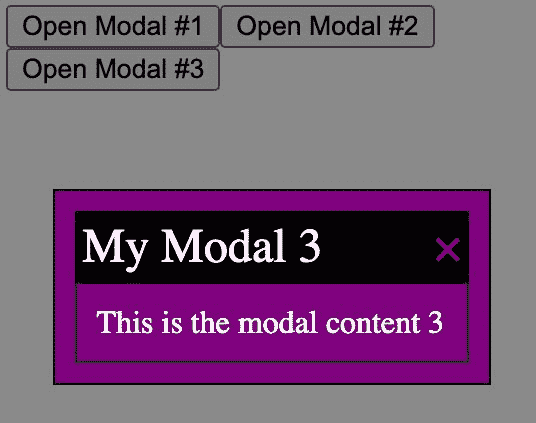 Open Modal #1 Open Modal #2
Open Modal #3
My Modal 3 ×
This is the modal content 3